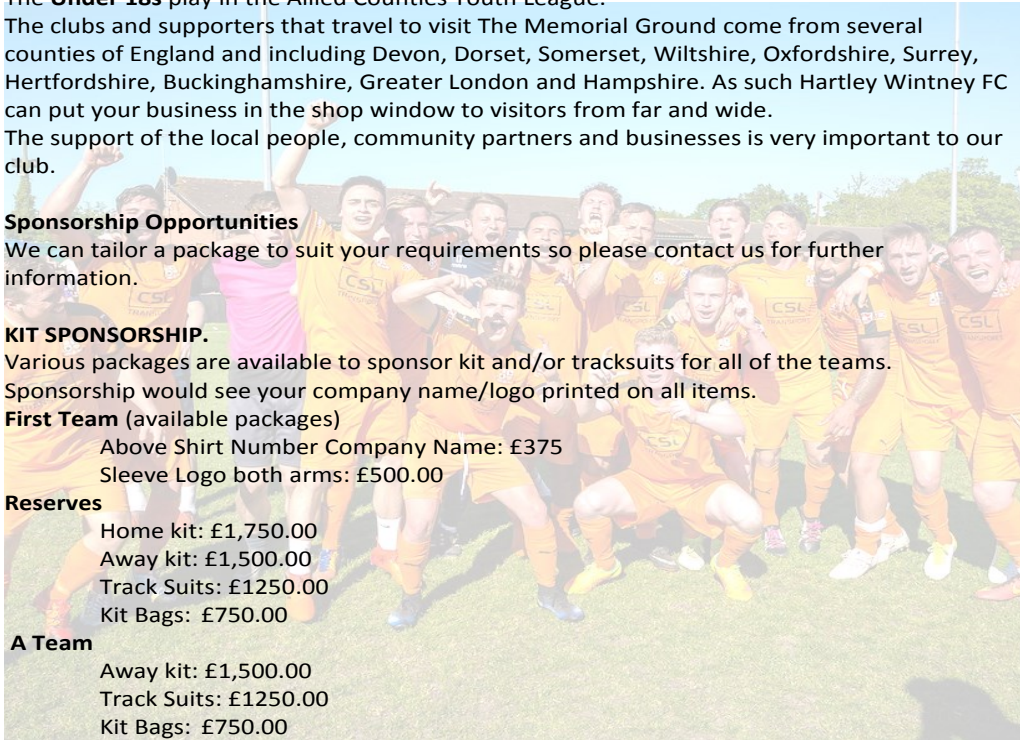 The Under 18s play in the Allied Counties Youth League.
The clubs and supporters that travel to visit The Memorial Ground come from several
counties of England and including Devon, Dorset, Somerset, Wiltshire, Oxfordshire, Surrey,
Hertfordshire, Buckinghamshire, Greater London and Hampshire. As such Hartley Wintney FC
can put your business in the shop window to visitors from far and wide.
The support of the local people, community partners and businesses is very important to our
club.
Sponsorship Opportunities
We can tailor a package to suit your requirements so please contact us for further
information.
KIT SPONSORSHIP.
Various packages are available to sponsor kit and/or tracksuits for all of the teams.
Sponsorship would see your company name/logo printed on all items.
First Team (available packages)
Above Shirt Number Company Name: £375
Sleeve Logo both arms: £500.00
Reserves
Home kit: £1,750.00
Away kit: £1,500.00
Track Suits: £1250.00
Kit Bags: £750.00
A Team
Away kit: £1,500.00
Track Suits: £1250.00
Kit Bags: £750.00
CSL
TRANSPORT
CSL
CSL
CSL
CSL
CSL